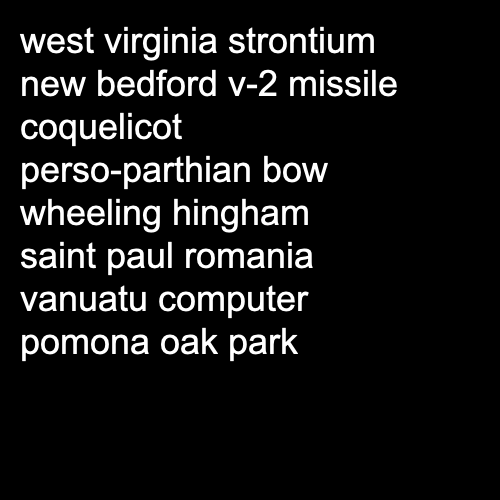 west virginia strontium
new bedford v-2 missile
coquelicot
perso-parthian bow
wheeling hingham
saint paul romania
vanuatu computer
pomona oak park